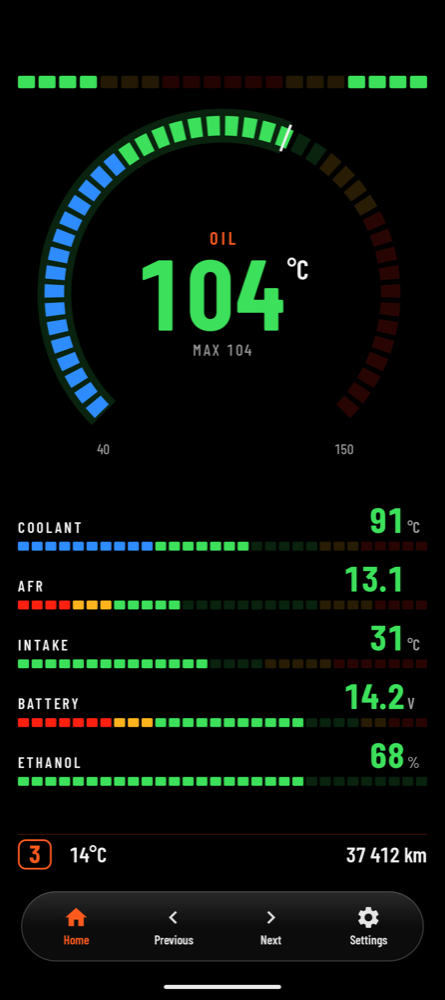 OIL
104 °C
MAX 104
40 150
COOLANT 91 °C
AFR 13.1
INTAKE 31 °C
BATTERY 14.2 V
ETHANOL 68 %
3 14°C 37 412 km
Home Previous Next Settings